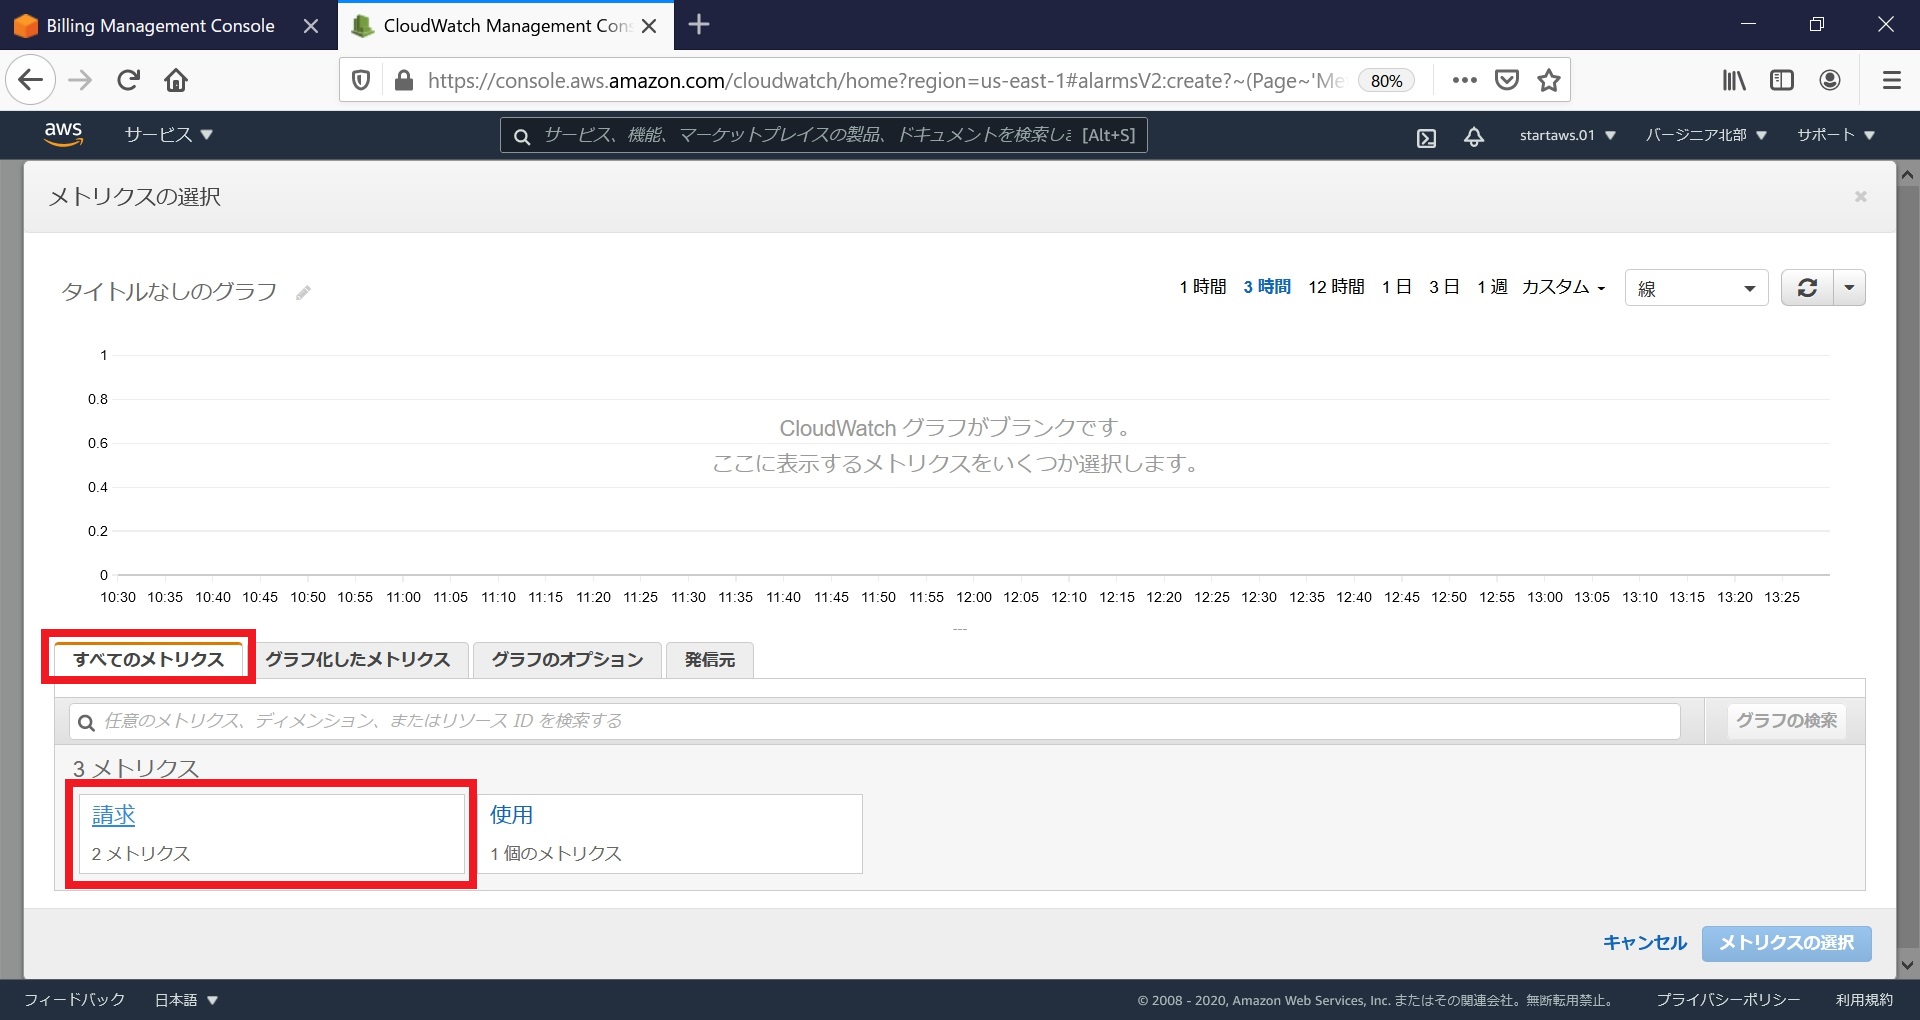 Billing Management Console
CloudWatch Management Con
https://console.aws.amazon.com/cloudwatch/home?region=us-east-1#alarmsV2:create?~(Page~'Me
80%
aws
サービス
サービス、機能、マーケットプレイスの製品、ドキュメントを検索しま [Alt+S]
startaws.01
バージニア北部
サポート
メトリクスの選択
タイトルなしのグラフ
1 時間 3 時間 12 時間 1 日 3 日 1 週 カスタム
線
1
0.8
CloudWatch グラフがブランクです。
0.6
ここに表示するメトリクスをいくつか選択します。
0.4
0.2
0
10:30 10:35 10:40 10:45 10:50 10:55 11:00 11:05 11:10 11:15 11:20 11:25 11:30 11:35 11:40 11:45 11:50 11:55 12:00 12:05 12:10 12:15 12:20 12:25 12:30 12:35 12:40 12:45 12:50 12:55 13:00 13:05 13:10 13:15 13:20 13:25
すべてのメトリクス グラフ化したメトリクス グラフのオプション 発信元
任意のメトリクス、ディメンション、またはリソース ID を検索する
グラフの検索
3 メトリクス
請求
2 メトリクス
使用
1 個のメトリクス
キャンセル
メトリクスの選択
フィードバック 日本語
© 2008 - 2020, Amazon Web Services, Inc. またはその関連会社。無断転用禁止。
プライバシーポリシー
利用規約